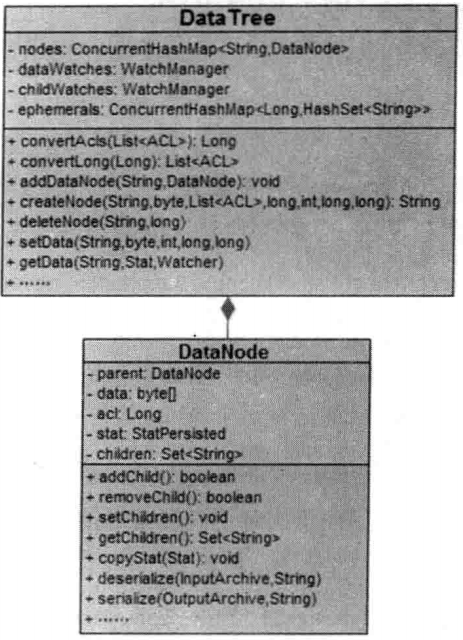 DataTree
- nodes: ConcurrentHashMap<String,DataNode>
- dataWatches: WatchManager
- childWatches: WatchManager
- ephemerals: ConcurrentHashMap<Long,HashSet<String>>
+ convertAcls(List<ACL>): Long
+ convertLong(Long): List<ACL>
+ addDataNode(String,DataNode): void
+ createNode(String,byte,List<ACL>,long,int,long,long): String
+ deleteNode(String,long)
+ setData(String,byte,int,long,long)
+ getData(String,Stat,Watcher)
+ ······
DataNode
- parent: DataNode
- data: byte[]
- acl: Long
- stat: StatPersisted
- children: Set<String>
+ addChild(): boolean
+ removeChild(): boolean
+ setChildren(): void
+ getChildren(): Set<String>
+ copyStat(Stat): void
+ deserialize(InputArchive,String)
+ serialize(OutputArchive,String)
+ ······